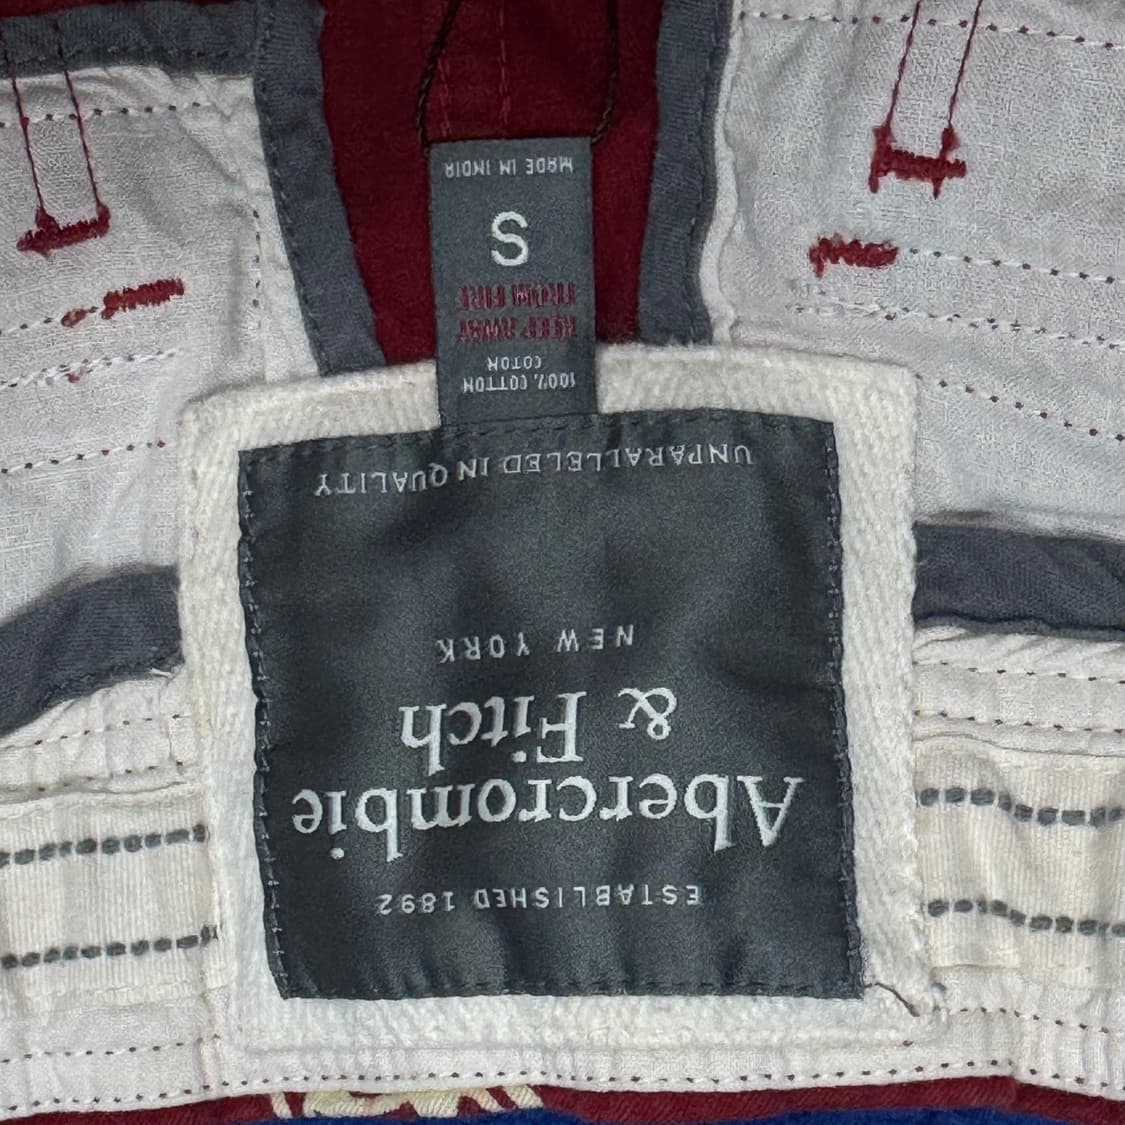 ESTABLISHED 1892
Abercrombie
& Fitch
NEW YORK
UNPARALLELED IN QUALITY
100% COTTON
COTON
KEEP AWAY
FROM FIRE
S
MADE IN INDIA